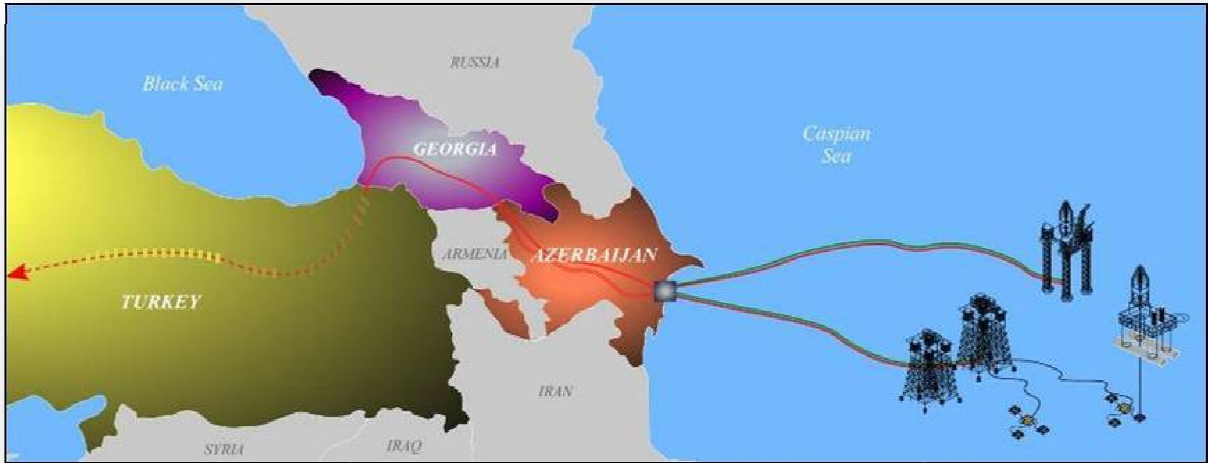 RUSSIA
Black Sea
Caspian
Sea
GEORGIA
ARMENIA
AZERBAIJAN
TURKEY
IRAN
SYRIA
IRAQ